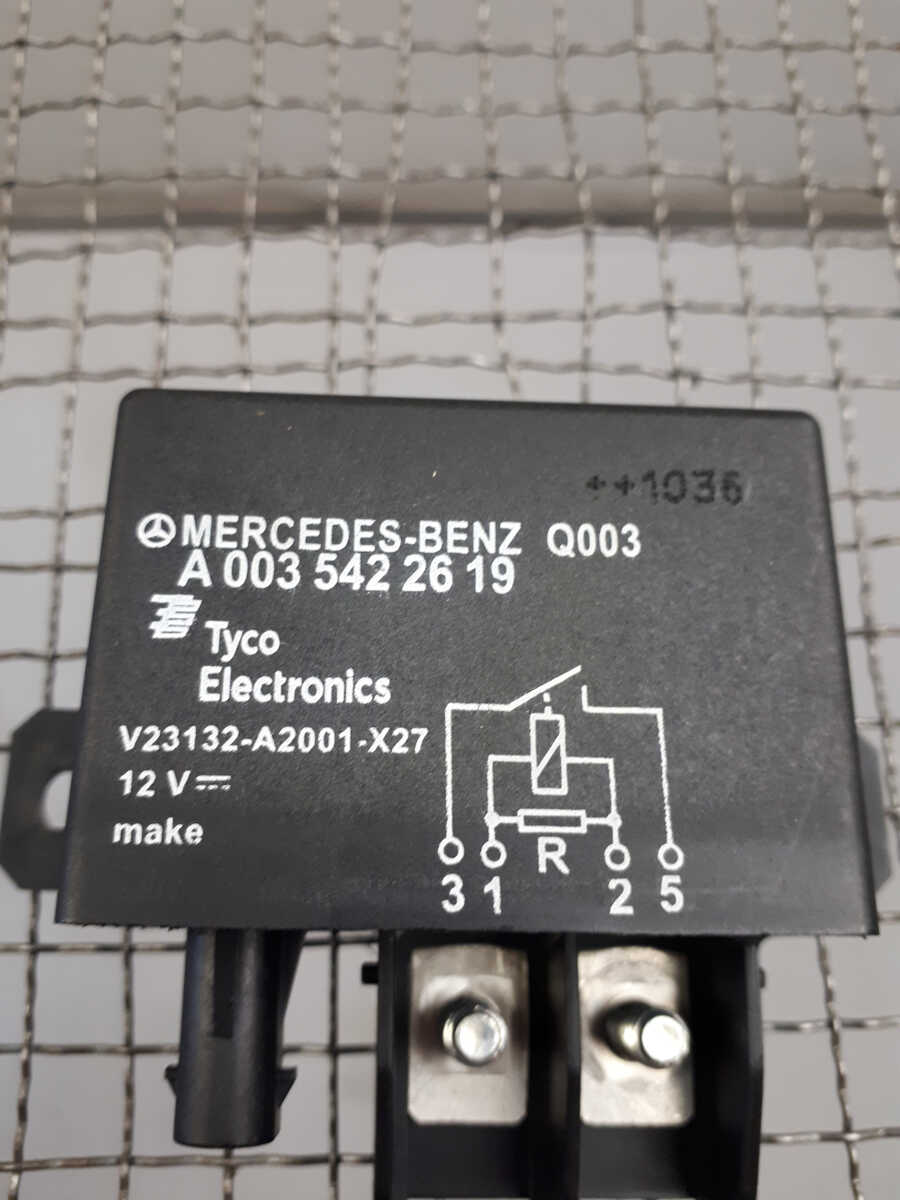 ++1036
MERCEDES-BENZ Q003
A 003 542 26 19
Tyco
Electronics
V23132-A2001-X27
12 V
make
R
3 1 2 5